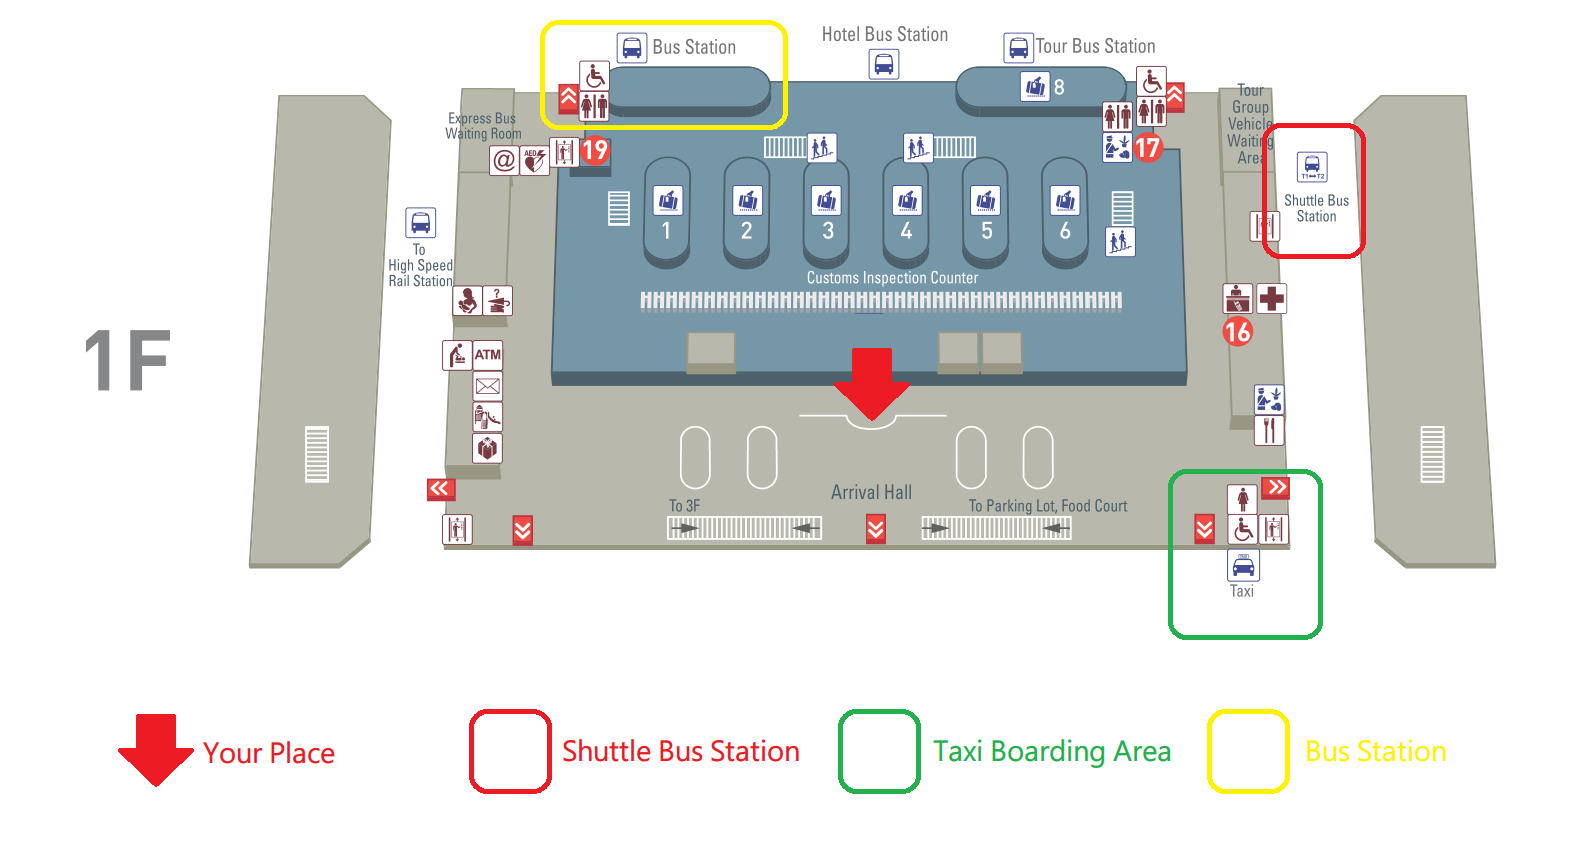 Hotel Bus Station
Bus Station
Tour Bus Station
8
Tour
Group
Vehicle
Waiting
Area
Express Bus
Waiting Room
@
AED
19
17
T1↔T2
Shuttle Bus
Station
1
2
3
4
5
6
To
High Speed
Rail Station
Customs Inspection Counter
?
16
1F
ATM
Arrival Hall
To 3F
To Parking Lot, Food Court
TAXI
Taxi
Your Place
Shuttle Bus Station
Taxi Boarding Area
Bus Station